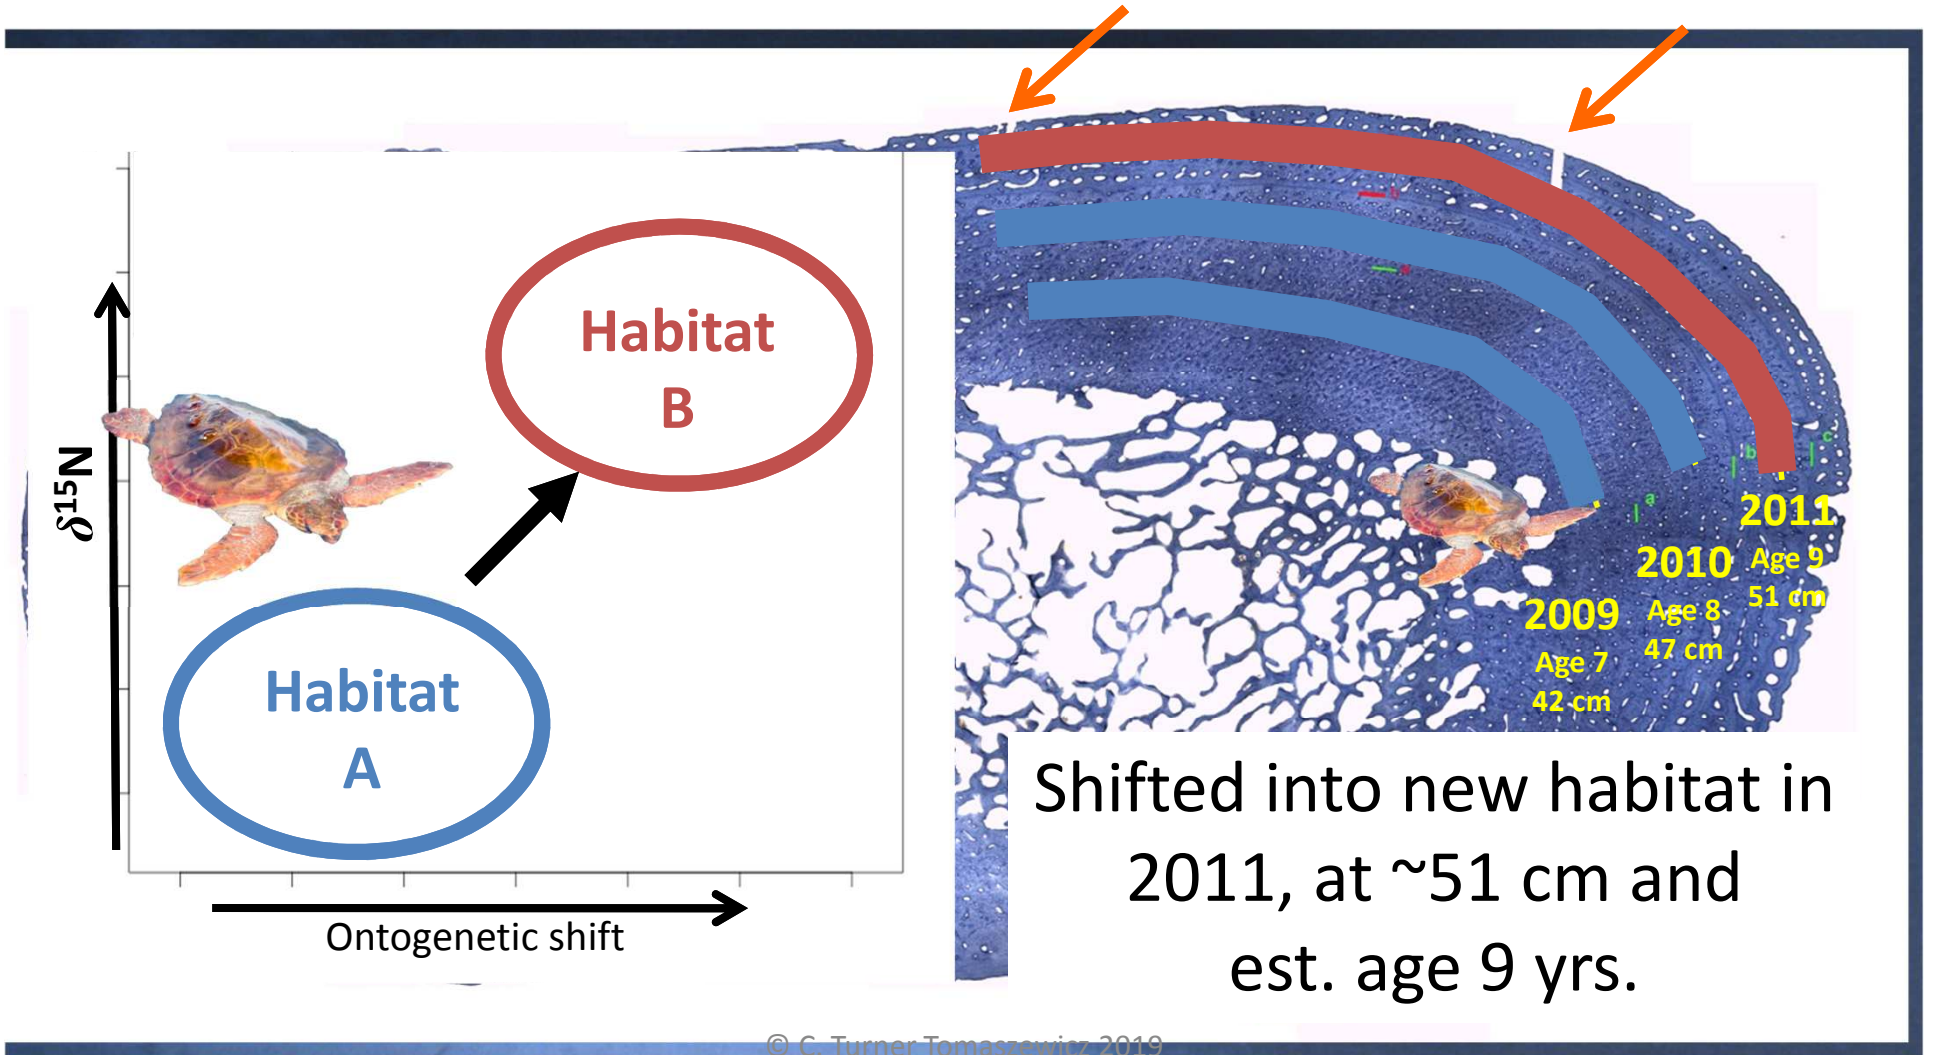 δ15N
Habitat
B
Habitat
A
Ontogenetic shift
b
a
a
b
c
2011
Age 9
51 cm
2010
Age 8
47 cm
2009
Age 7
42 cm
Shifted into new habitat in
2011, at ~51 cm and
est. age 9 yrs.
© C. Turner Tomaszewicz 2019